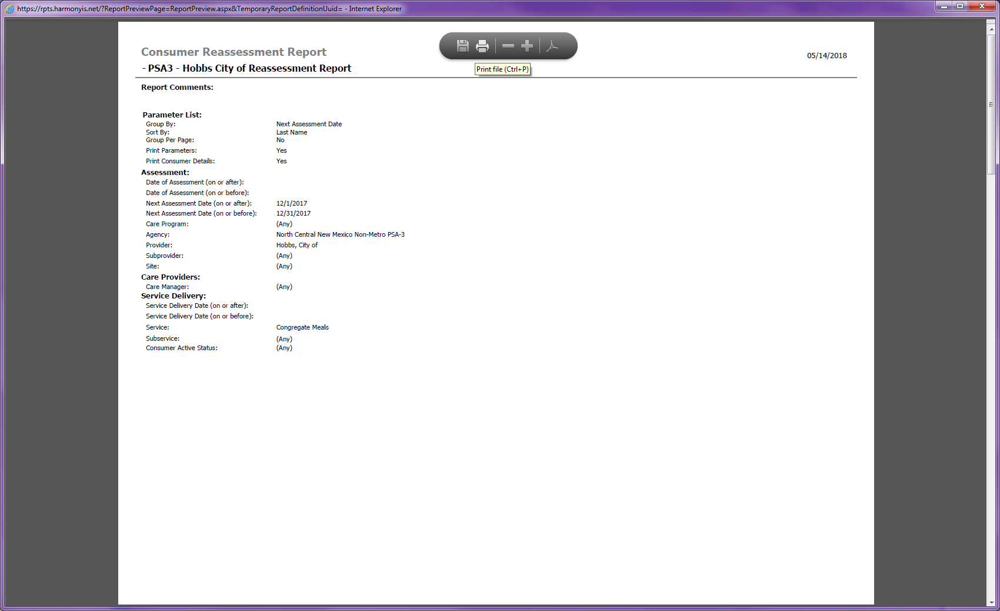 https://rpts.harmonyis.net/?ReportPreviewPage=ReportPreview.aspx&TemporaryReportDefinitionUuid= - Internet Explorer
Consumer Reassessment Report
05/14/2018
- PSA3 - Hobbs City of Reassessment Report
Print file (Ctrl+P)
Report Comments:
Parameter List:
Group By: Next Assessment Date
Sort By: Last Name
Group Per Page: No
Print Parameters: Yes
Print Consumer Details: Yes
Assessment:
Date of Assessment (on or after):
Date of Assessment (on or before):
Next Assessment Date (on or after): 12/1/2017
Next Assessment Date (on or before): 12/31/2017
Care Program: (Any)
Agency: North Central New Mexico Non-Metro PSA-3
Provider: Hobbs, City of
Subprovider: (Any)
Site: (Any)
Care Providers:
Care Manager: (Any)
Service Delivery:
Service Delivery Date (on or after):
Service Delivery Date (on or before):
Service: Congregate Meals
Subservice: (Any)
Consumer Active Status: (Any)